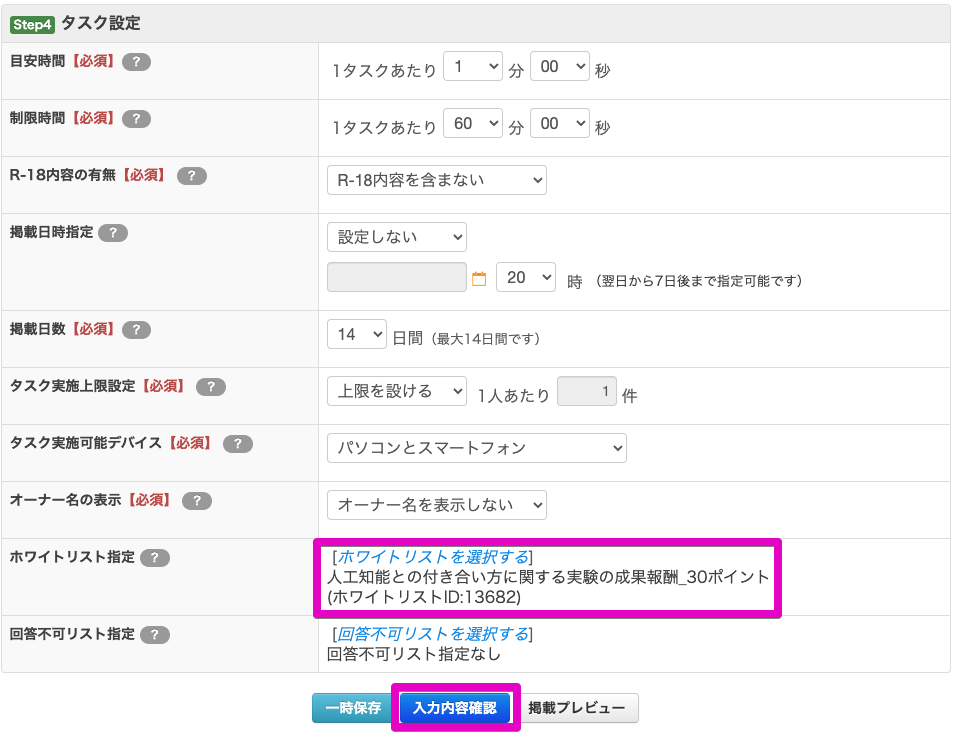 Step4 タスク設定
目安時間【必須】 ?
1タスクあたり 1 分 00 秒
制限時間【必須】 ?
1タスクあたり 60 分 00 秒
R-18内容の有無【必須】 ?
R-18内容を含まない
掲載日時指定 ?
設定しない
20 時 (翌日から7日後まで指定可能です)
掲載日数【必須】 ?
14 日間 (最大14日間です)
タスク実施上限設定【必須】 ?
上限を設ける 1人あたり 1 件
タスク実施可能デバイス【必須】 ?
パソコンとスマートフォン
オーナー名の表示【必須】 ?
オーナー名を表示しない
ホワイトリスト指定 ?
[ホワイトリストを選択する]
人工知能との付き合い方に関する実験の成果報酬_30ポイント
(ホワイトリストID:13682)
回答不可リスト指定 ?
[回答不可リストを選択する]
回答不可リスト指定なし
一時保存 入力内容確認 掲載プレビュー